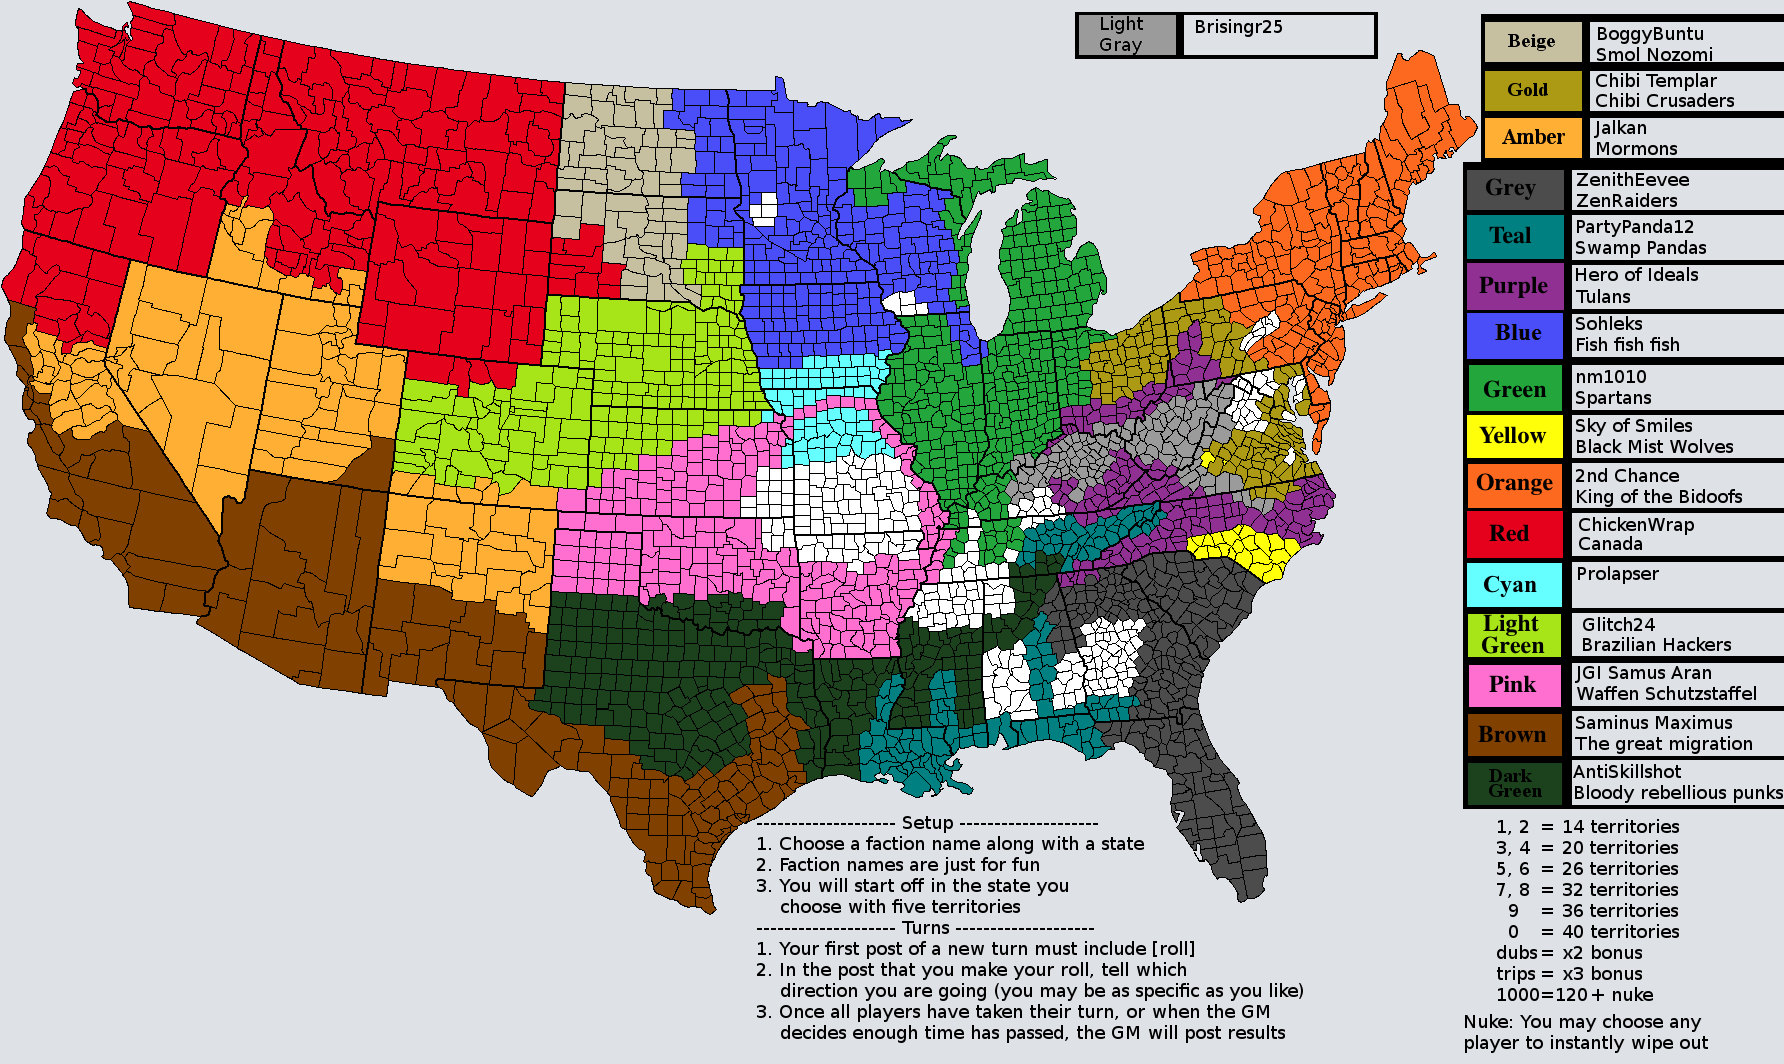 Light
Gray
Brisingr25
Beige
BoggyBuntu
Smol Nozomi
Gold
Chibi Templar
Chibi Crusaders
Amber
Jalkan
Mormons
Grey
ZenithEevee
ZenRaiders
Teal
PartyPanda12
Swamp Pandas
Purple
Hero of Ideals
Tulans
Blue
Sohleks
Fish fish fish
Green
nm1010
Spartans
Yellow
Sky of Smiles
Black Mist Wolves
Orange
2nd Chance
King of the Bidoofs
Red
ChickenWrap
Canada
Cyan
Prolapser
Light
Green
Glitch24
Brazilian Hackers
Pink
JGI Samus Aran
Waffen Schutzstaffel
Brown
Saminus Maximus
The great migration
Dark
Green
AntiSkillshot
Bloody rebellious punks
-------------------- Setup --------------------
1. Choose a faction name along with a state
2. Faction names are just for fun
3. You will start off in the state you
choose with five territories
-------------------- Turns --------------------
1. Your first post of a new turn must include [roll]
2. In the post that you make your roll, tell which
direction you are going (you may be as specific as you like)
3. Once all players have taken their turn, or when the GM
decides enough time has passed, the GM will post results
1, 2 = 14 territories
3, 4 = 20 territories
5, 6 = 26 territories
7, 8 = 32 territories
9 = 36 territories
0 = 40 territories
dubs= x2 bonus
trips= x3 bonus
1000=120+ nuke
Nuke: You may choose any
player to instantly wipe out